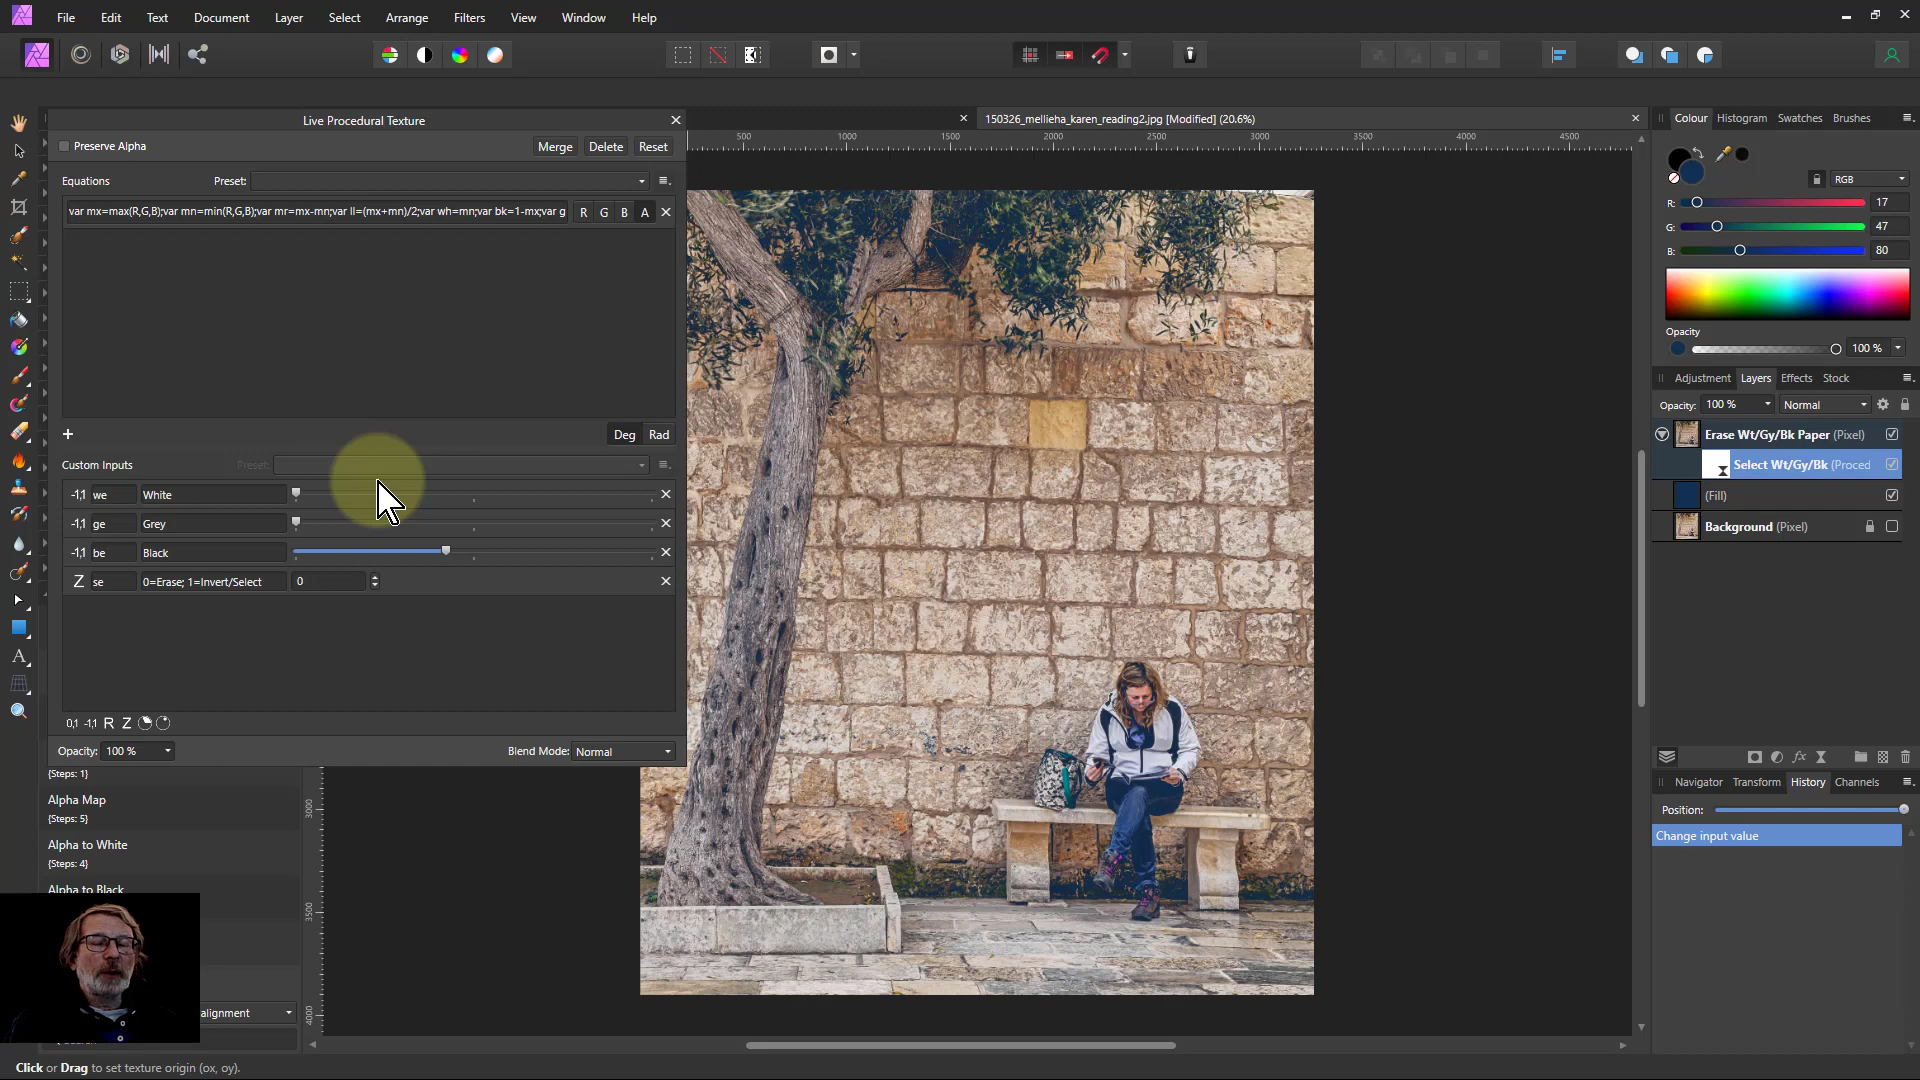 File Edit Text Document Layer Select Arrange Filters View Window Help
Live Procedural Texture
150326_mellieha_karen_reading2.jpg [Modified] (20.6%)
500 1000 1500 2000 2500 3000 3500 4000 4500
Preserve Alpha Merge Delete Reset
Equations Preset:
var mx=max(R,G,B);var mn=min(R,G,B);var mr=mx-mn;var ll=(mx+mn)/2;var wh=mn;var bk=1-mx;var g R G B A
Deg Rad
Custom Inputs Preset:
-1,1 we White
-1,1 ge Grey
-1,1 be Black
Z se 0=Erase; 1=Invert/Select 0
0,1 -1,1 R Z
Opacity: 100 % Blend Mode: Normal
{Steps: 1}
Alpha Map
{Steps: 5}
Alpha to White
{Steps: 4}
Alpha to Black
alignment
3000
3500
4000
Click or Drag to set texture origin (ox, oy).
Colour Histogram Swatches Brushes
RGB
R: 17
G: 47
B: 80
Opacity
100 %
Adjustment Layers Effects Stock
Opacity: 100 % Normal
Erase Wt/Gy/Bk Paper (Pixel)
Select Wt/Gy/Bk (Proced
(Fill)
Background (Pixel)
Navigator Transform History Channels
Position:
Change input value